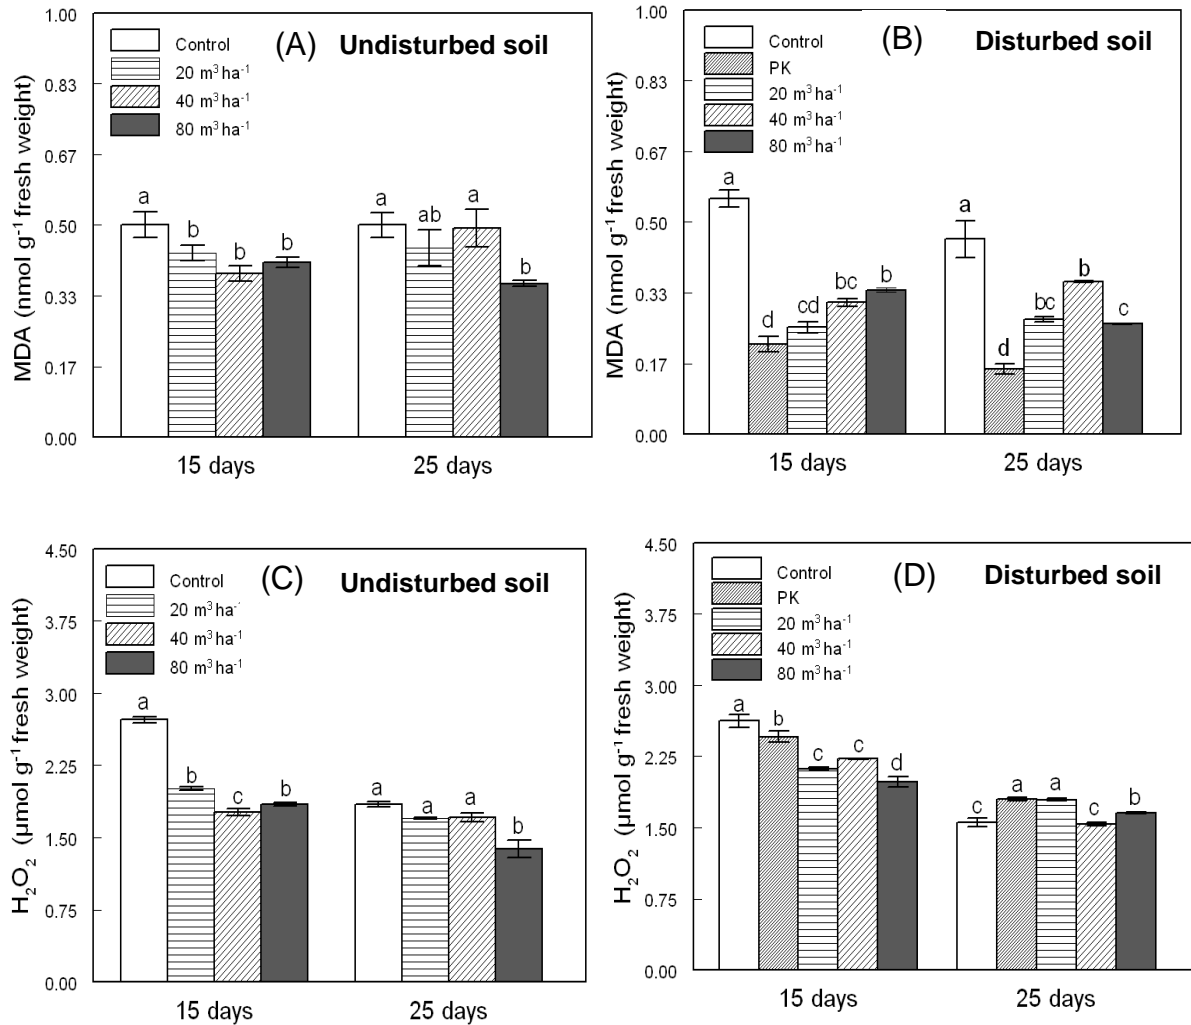 (A) Undisturbed soil
MDA (nmol g⁻¹ fresh weight)
1.00
0.83
0.67
0.50
0.33
0.17
0.00
Control
20 m³ ha⁻¹
40 m³ ha⁻¹
80 m³ ha⁻¹
a b b b
a ab a b
15 days 25 days
(B) Disturbed soil
MDA (nmol g⁻¹ fresh weight)
1.00
0.83
0.67
0.50
0.33
0.17
0.00
Control
PK
20 m³ ha⁻¹
40 m³ ha⁻¹
80 m³ ha⁻¹
a d cd bc b
a d bc b c
15 days 25 days
(C) Undisturbed soil
H₂O₂ (µmol g⁻¹ fresh weight)
4.50
3.75
3.00
2.25
1.50
0.75
0.00
Control
20 m³ ha⁻¹
40 m³ ha⁻¹
80 m³ ha⁻¹
a b c b
a a a b
15 days 25 days
(D) Disturbed soil
H₂O₂ (µmol g⁻¹ fresh weight)
4.50
3.75
3.00
2.25
1.50
0.75
0.00
Control
PK
20 m³ ha⁻¹
40 m³ ha⁻¹
80 m³ ha⁻¹
a b c c d
c a a c b
15 days 25 days